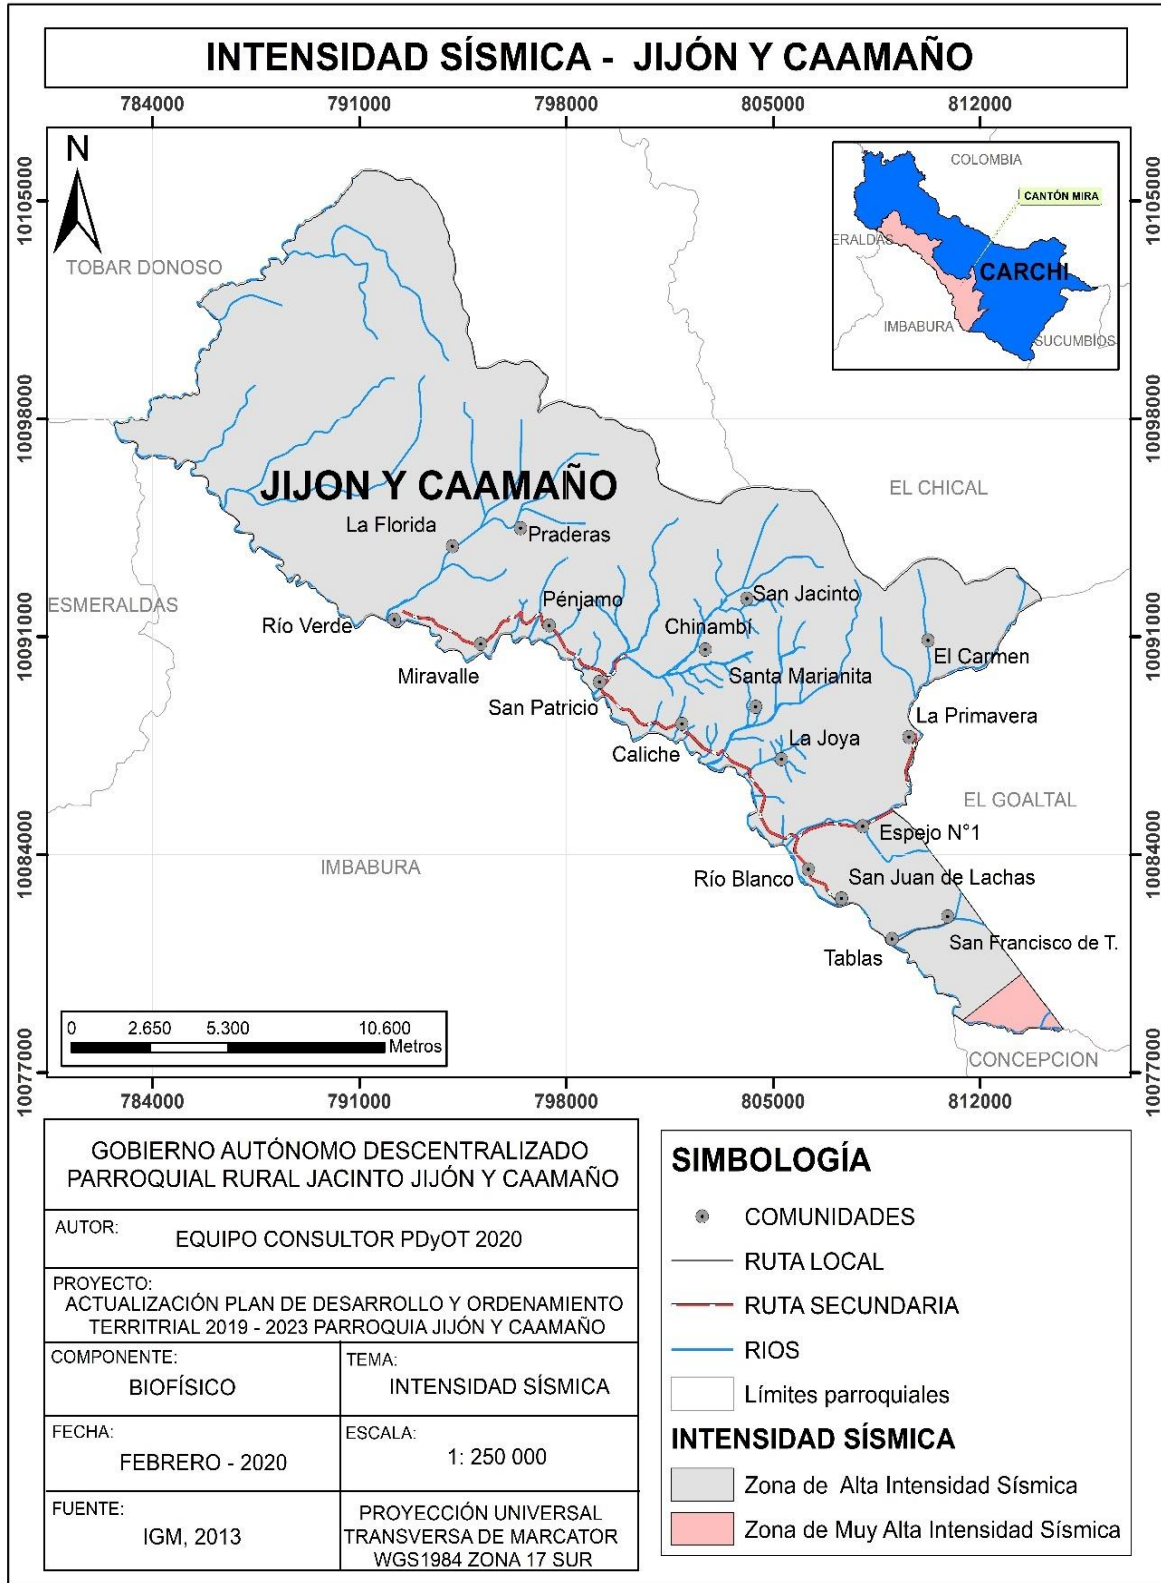 INTENSIDAD SÍSMICA - JIJÓN Y CAAMAÑO
784000 791000 798000 805000 812000
N
10105000
10105000
COLOMBIA
CANTÓN MIRA
ERALDAS
CARCHI
IMBABURA
SUCUMBÍOS
TOBAR DONOSO
10098000
10098000
JIJON Y CAAMAÑO
EL CHICAL
La Florida
Praderas
ESMERALDAS
San Jacinto
Pénjamo
Río Verde
Chinambí
10091000
10091000
El Carmen
Miravalle
Santa Marianita
San Patricio
La Primavera
Caliche
La Joya
EL GOALTAL
Espejo N°1
10084000
10084000
IMBABURA
Río Blanco
San Juan de Lachas
San Francisco de T.
Tablas
0 2.650 5.300 10.600
Metros
CONCEPCION
10077000
10077000
784000 791000 798000 805000 812000
GOBIERNO AUTÓNOMO DESCENTRALIZADO
PARROQUIAL RURAL JACINTO JIJÓN Y CAAMAÑO
AUTOR:
EQUIPO CONSULTOR PDyOT 2020
PROYECTO:
ACTUALIZACIÓN PLAN DE DESARROLLO Y ORDENAMIENTO
TERRITRIAL 2019 - 2023 PARROQUIA JIJÓN Y CAAMAÑO
COMPONENTE:
BIOFÍSICO
TEMA:
INTENSIDAD SÍSMICA
FECHA:
FEBRERO - 2020
ESCALA:
1: 250 000
FUENTE:
IGM, 2013
PROYECCIÓN UNIVERSAL
TRANSVERSA DE MARCATOR
WGS1984 ZONA 17 SUR
SIMBOLOGÍA
COMUNIDADES
RUTA LOCAL
RUTA SECUNDARIA
RIOS
Límites parroquiales
INTENSIDAD SÍSMICA
Zona de Alta Intensidad Sísmica
Zona de Muy Alta Intensidad Sísmica